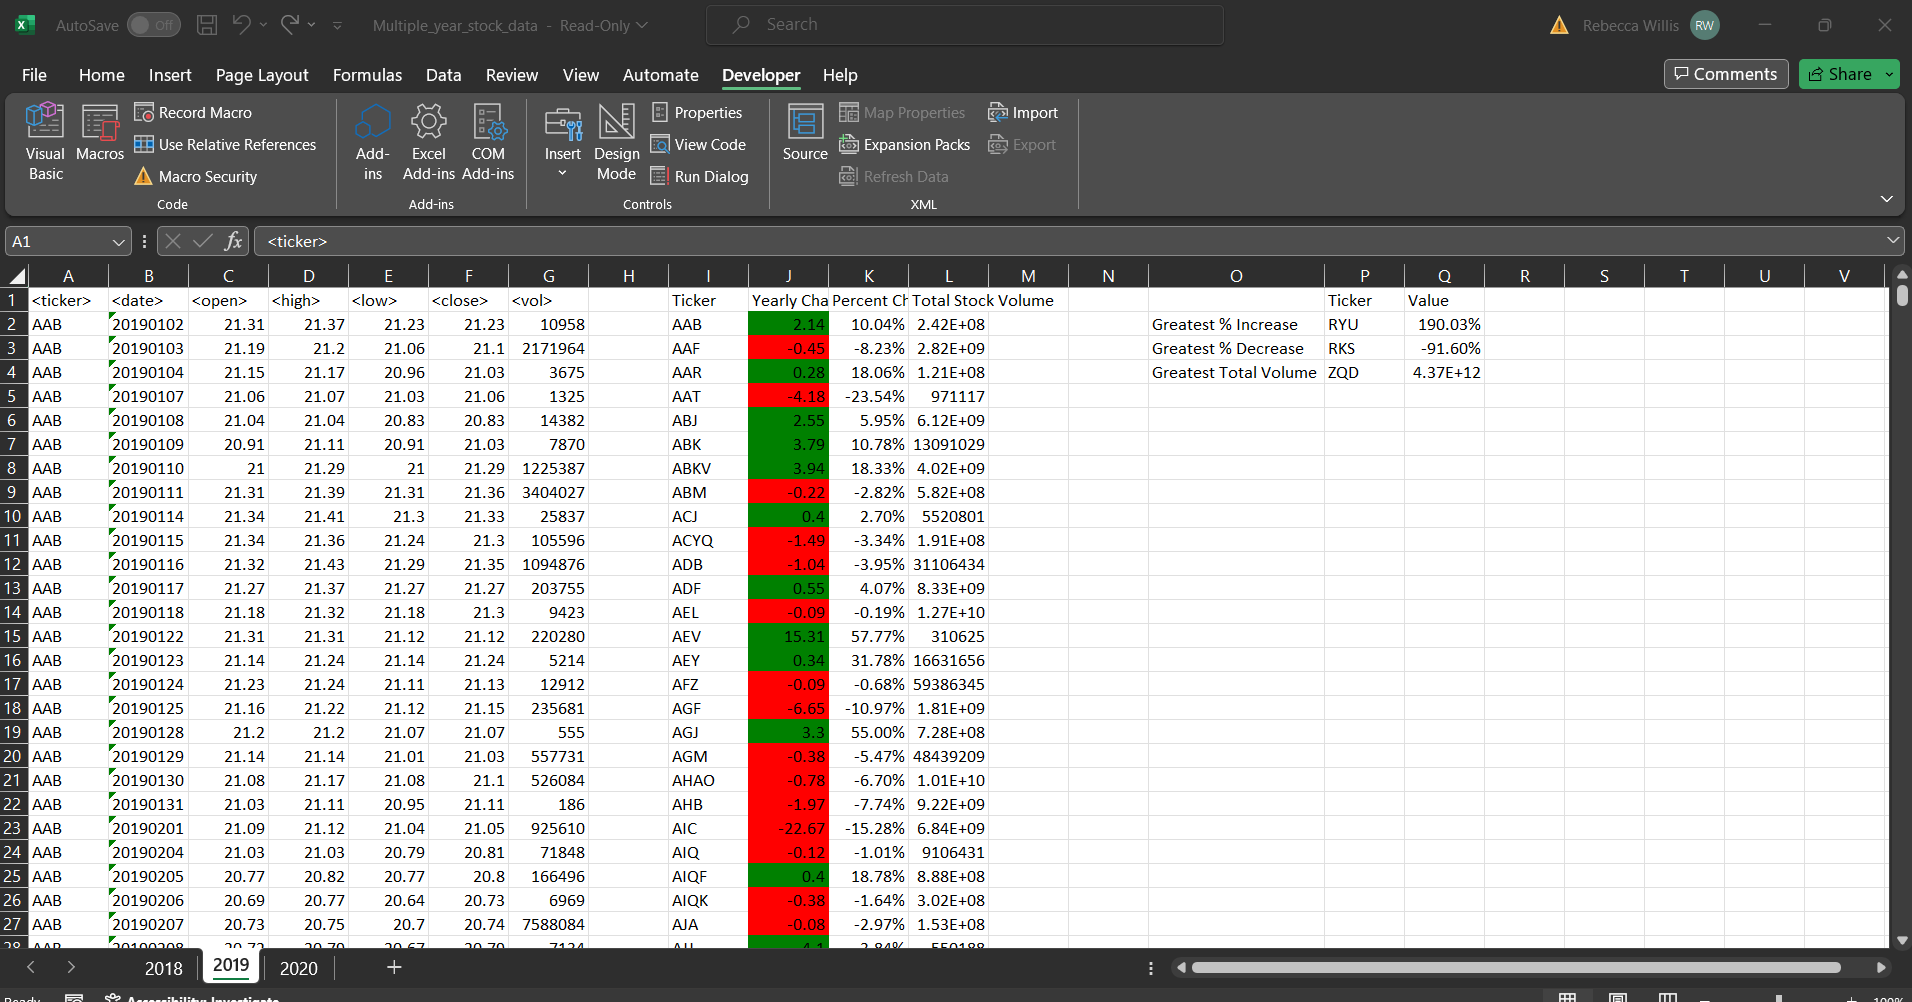 AutoSave Off Multiple_year_stock_data - Read-Only Search Rebecca Willis RW
File Home Insert Page Layout Formulas Data Review View Automate Developer Help Comments Share
Visual Basic
Macros
Record Macro
Use Relative References
Macro Security
Code
Add-ins
Excel Add-ins
COM Add-ins
Add-ins
Insert
Design Mode
Properties
View Code
Run Dialog
Controls
Source
Map Properties
Expansion Packs
Refresh Data
Import
Export
XML
A1 fx <ticker>
A B C D E F G H I J K L M N O P Q R S T U V
1 <ticker> <date> <open> <high> <low> <close> <vol> Ticker Yearly Cha Percent Ch Total Stock Volume Ticker Value
2 AAB 20190102 21.31 21.37 21.23 21.23 10958 AAB 2.14 10.04% 2.42E+08 Greatest % Increase RYU 190.03%
3 AAB 20190103 21.19 21.2 21.06 21.1 2171964 AAF -0.45 -8.23% 2.82E+09 Greatest % Decrease RKS -91.60%
4 AAB 20190104 21.15 21.17 20.96 21.03 3675 AAR 0.28 18.06% 1.21E+08 Greatest Total Volume ZQD 4.37E+12
5 AAB 20190107 21.06 21.07 21.03 21.06 1325 AAT -4.18 -23.54% 971117
6 AAB 20190108 21.04 21.04 20.83 20.83 14382 ABJ 2.55 5.95% 6.12E+09
7 AAB 20190109 20.91 21.11 20.91 21.03 7870 ABK 3.79 10.78% 13091029
8 AAB 20190110 21 21.29 21 21.29 1225387 ABKV 3.94 18.33% 4.02E+09
9 AAB 20190111 21.31 21.39 21.31 21.36 3404027 ABM -0.22 -2.82% 5.82E+08
10 AAB 20190114 21.34 21.41 21.3 21.33 25837 ACJ 0.4 2.70% 5520801
11 AAB 20190115 21.34 21.36 21.24 21.3 105596 ACYQ -1.49 -3.34% 1.91E+08
12 AAB 20190116 21.32 21.43 21.29 21.35 1094876 ADB -1.04 -3.95% 31106434
13 AAB 20190117 21.27 21.37 21.27 21.27 203755 ADF 0.55 4.07% 8.33E+09
14 AAB 20190118 21.18 21.32 21.18 21.3 9423 AEL -0.09 -0.19% 1.27E+10
15 AAB 20190122 21.31 21.31 21.12 21.12 220280 AEV 15.31 57.77% 310625
16 AAB 20190123 21.14 21.24 21.14 21.24 5214 AEY 0.34 31.78% 16631656
17 AAB 20190124 21.23 21.24 21.11 21.13 12912 AFZ -0.09 -0.68% 59386345
18 AAB 20190125 21.16 21.22 21.12 21.15 235681 AGF -6.65 -10.97% 1.81E+09
19 AAB 20190128 21.2 21.2 21.07 21.07 555 AGJ 3.3 55.00% 7.28E+08
20 AAB 20190129 21.14 21.14 21.01 21.03 557731 AGM -0.38 -5.47% 48439209
21 AAB 20190130 21.08 21.17 21.08 21.1 526084 AHAO -0.78 -6.70% 1.01E+10
22 AAB 20190131 21.03 21.11 20.95 21.11 186 AHB -1.97 -7.74% 9.22E+09
23 AAB 20190201 21.09 21.12 21.04 21.05 925610 AIC -22.67 -15.28% 6.84E+09
24 AAB 20190204 21.03 21.03 20.79 20.81 71848 AIQ -0.12 -1.01% 9106431
25 AAB 20190205 20.77 20.82 20.77 20.8 166496 AIQF 0.4 18.78% 8.88E+08
26 AAB 20190206 20.69 20.77 20.64 20.73 6969 AIQK -0.38 -1.64% 3.02E+08
27 AAB 20190207 20.73 20.75 20.7 20.74 7588084 AJA -0.08 -2.97% 1.53E+08
28 AAB 20190208
2018 2019 2020
Ready Accessibility: Investigate 100%